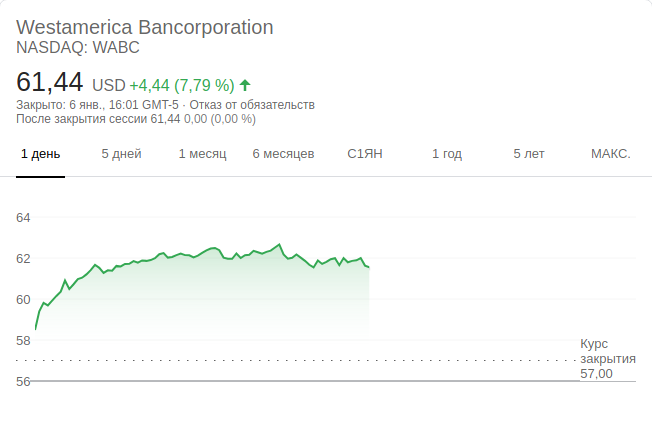 Westamerica Bancorporation
NASDAQ: WABC
61,44 USD +4,44 (7,79 %)
Закрыто: 6 янв., 16:01 GMT-5 · Отказ от обязательств
После закрытия сессии 61,44 0,00 (0,00 %)
1 день 5 дней 1 месяц 6 месяцев С1ЯН 1 год 5 лет МАКС.
64
62
60
58
Курс
закрытия
57,00
56